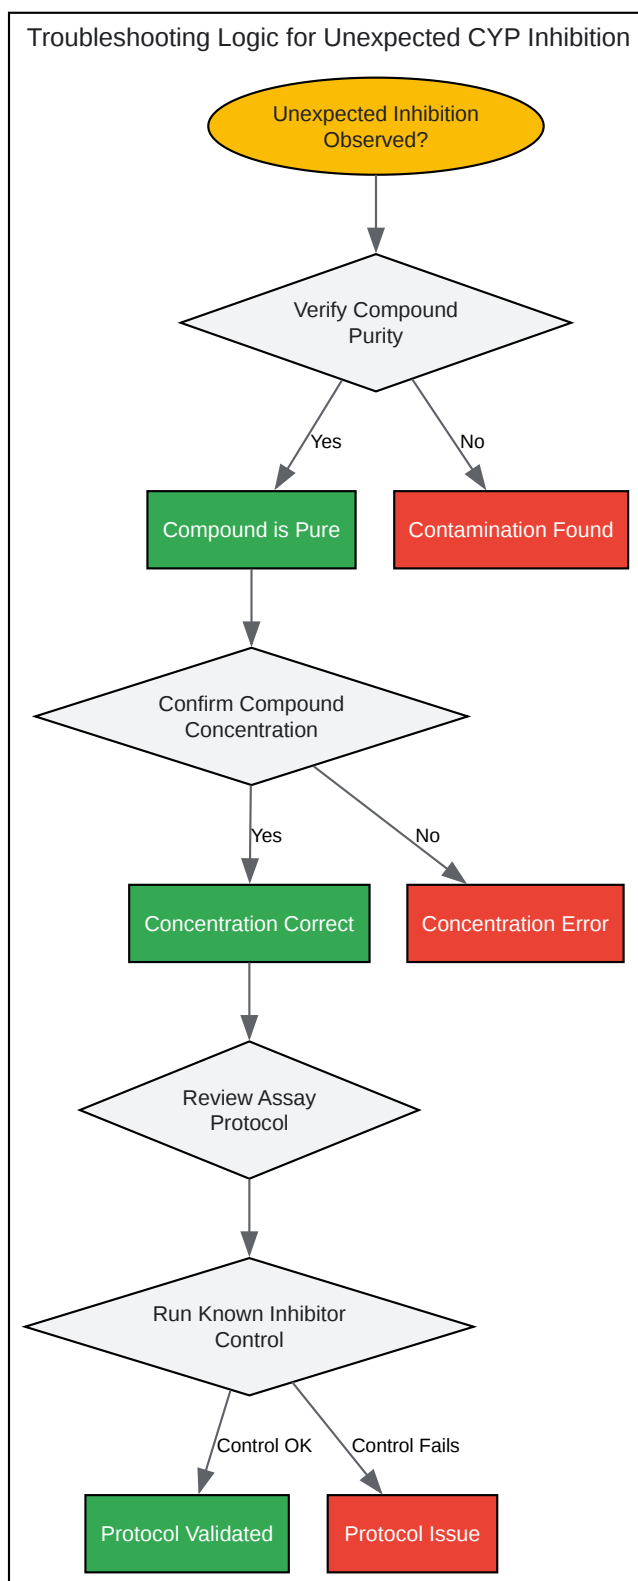 Troubleshooting Logic for Unexpected CYP Inhibition
Unexpected Inhibition
Observed?
Verify Compound
Purity
Yes
No
Compound is Pure
Contamination Found
Confirm Compound
Concentration
Yes
No
Concentration Correct
Concentration Error
Review Assay
Protocol
Run Known Inhibitor
Control
Control OK
Control Fails
Protocol Validated
Protocol Issue